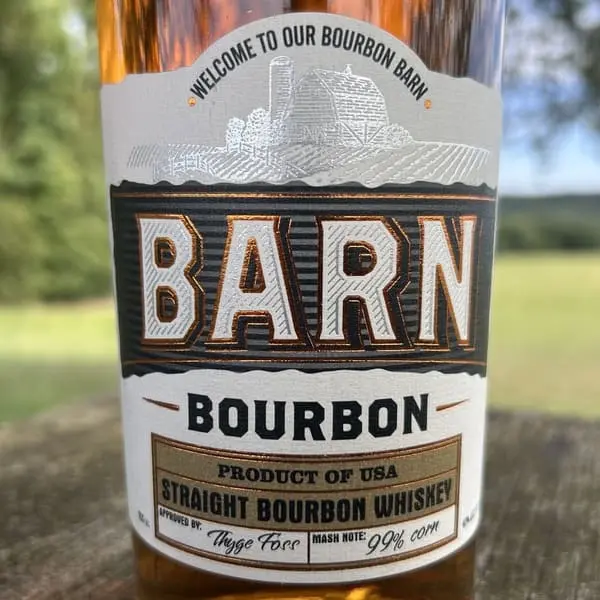 WELCOME TO OUR BOURBON BARN
BARN
BOURBON
PRODUCT OF USA
STRAIGHT BOURBON WHISKEY
APPROVED BY: Thyge Foss MASH NOTE: 99% corn